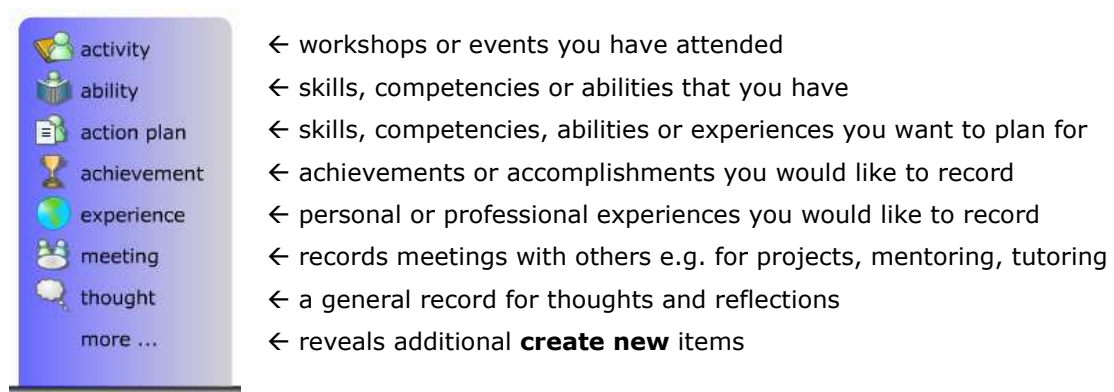 activity ← workshops or events you have attended
ability ← skills, competencies or abilities that you have
action plan ← skills, competencies, abilities or experiences you want to plan for
achievement ← achievements or accomplishments you would like to record
experience ← personal or professional experiences you would like to record
meeting ← records meetings with others e.g. for projects, mentoring, tutoring
thought ← a general record for thoughts and reflections
more ... ← reveals additional create new items